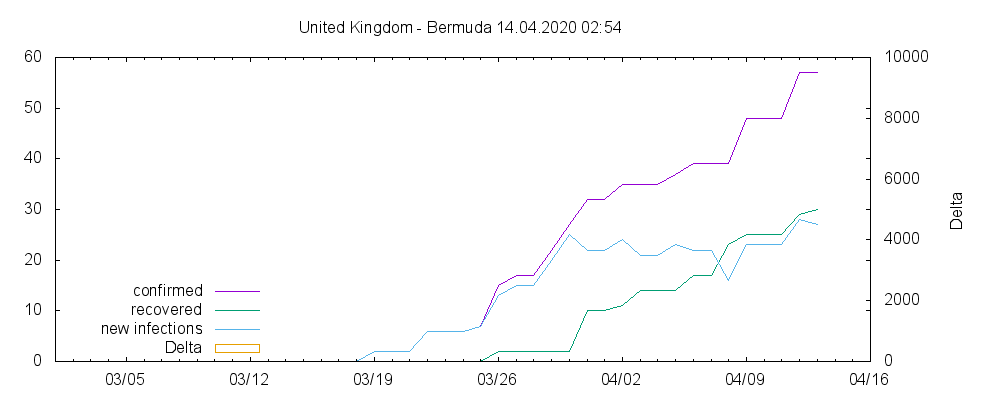 United Kingdom - Bermuda 14.04.2020 02:54
60 10000
50 8000
40 6000
30 4000
20 2000
10 0
0
Delta
confirmed
recovered
new infections
Delta
03/05 03/12 03/19 03/26 04/02 04/09 04/16